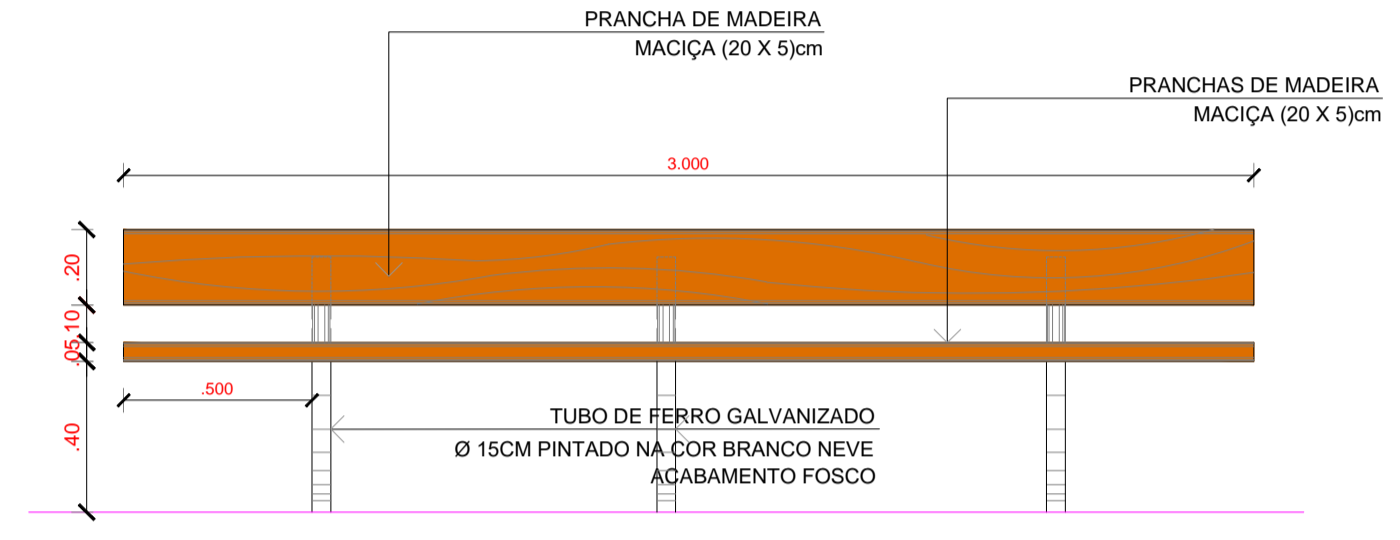 PRANCHA DE MADEIRA
MACIÇA (20 X 5)cm
PRANCHAS DE MADEIRA
MACIÇA (20 X 5)cm
3.000
.20
.10
.05
.40
.500
TUBO DE FERRO GALVANIZADO
Ø 15CM PINTADO NA COR BRANCO NEVE
ACABAMENTO FOSCO